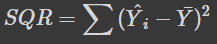 SQR = ∑(Ŷᵢ − Ȳ)²